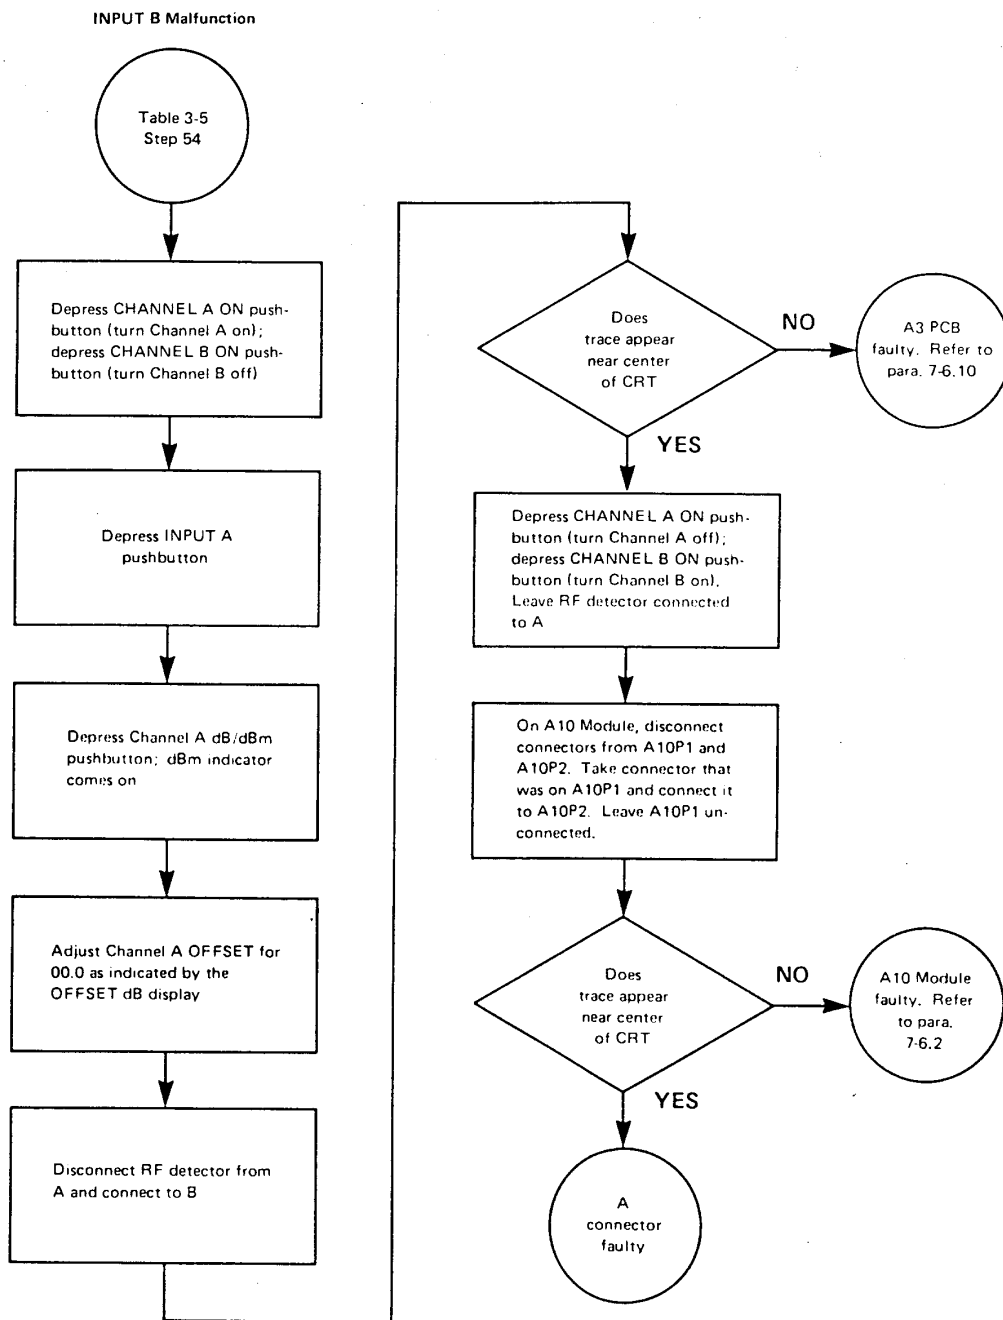 INPUT B Malfunction
Table 3-5
Step 54
Depress CHANNEL A ON push-
button (turn Channel A on);
depress CHANNEL B ON push-
button (turn Channel B off)
Depress INPUT A
pushbutton
Depress Channel A dB/dBm
pushbutton; dBm indicator
comes on
Adjust Channel A OFFSET for
00.0 as indicated by the
OFFSET dB display
Disconnect RF detector from
A and connect to B
Does
trace appear
near center
of CRT
NO
A3 PCB
faulty. Refer to
para. 7-6.10
YES
Depress CHANNEL A ON push-
button (turn Channel A off);
depress CHANNEL B ON push-
button (turn Channel B on).
Leave RF detector connected
to A
On A10 Module, disconnect
connectors from A10P1 and
A10P2. Take connector that
was on A10P1 and connect it
to A10P2. Leave A10P1 un-
connected.
Does
trace appear
near center
of CRT
NO
A10 Module
faulty. Refer
to para.
7-6.2
YES
A
connector
faulty